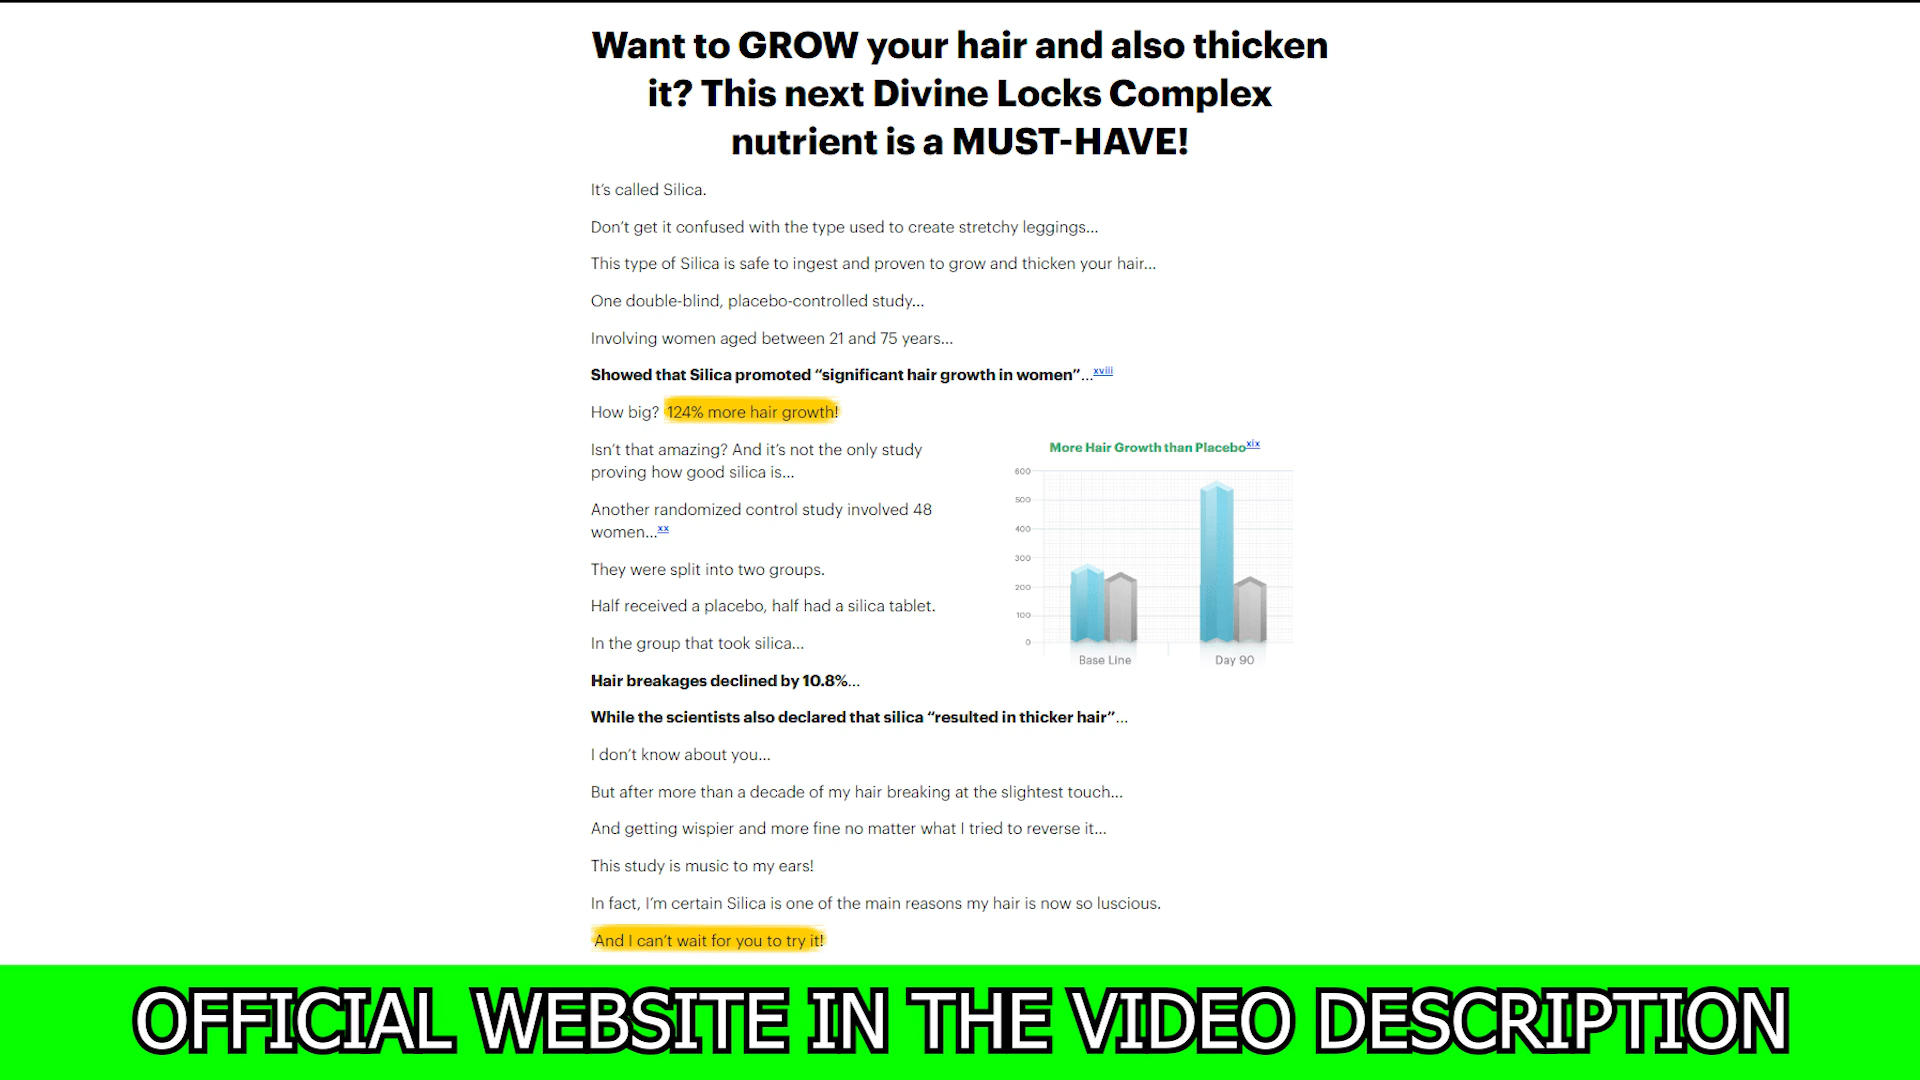 Want to GROW your hair and also thicken
it? This next Divine Locks Complex
nutrient is a MUST-HAVE!
It's called Silica.
Don't get it confused with the type used to create stretchy leggings...
This type of Silica is safe to ingest and proven to grow and thicken your hair...
One double-blind, placebo-controlled study...
Involving women aged between 21 and 75 years...
Showed that Silica promoted “significant hair growth in women”...xviii
How big? 124% more hair growth!
Isn't that amazing? And it's not the only study
proving how good silica is...
Another randomized control study involved 48
women...xx
They were split into two groups.
Half received a placebo, half had a silica tablet.
In the group that took silica...
Hair breakages declined by 10.8%...
More Hair Growth than Placeboxix
600
500
400
300
200
100
0
Base Line Day 90
While the scientists also declared that silica “resulted in thicker hair”...
I don't know about you...
But after more than a decade of my hair breaking at the slightest touch...
And getting wispier and more fine no matter what I tried to reverse it...
This study is music to my ears!
In fact, I'm certain Silica is one of the main reasons my hair is now so luscious.
And I can't wait for you to try it!
OFFICIAL WEBSITE IN THE VIDEO DESCRIPTION